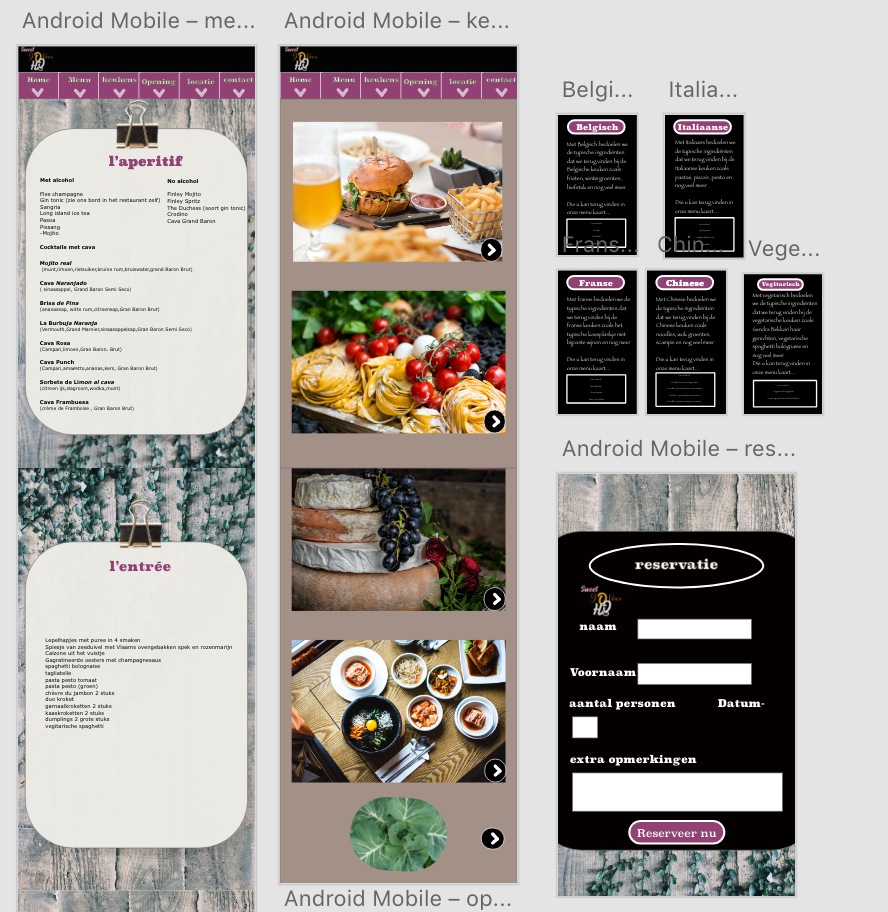 Android Mobile – me...
Sweet
HQ
Home
Menu
keukens
Opening
locatie
contact
l'aperitif
Met alcohol
No alcohol
Fles champagne
Gin tonic (zie ons bord in het restaurant zelf)
Sangria
Long island ice tea
Pasoa
Pissang
-Mojito
Finley Mojito
Finley Spritz
The Duchess (soort gin tonic)
Crodino
Cava Grand Baron
Cocktails met cava
Mojito real
(munt,limoen,rietsuiker,bruine rum,bruiswater,grand Baron Brut)
Cava Naranjado
( sinaasappel, Grand Baron Semi Seco)
Brisa de Pina
(ananassap, witte rum,citroensap,Gran Baron Brut)
La Burbuja Naranja
(Vermouth,Grand Marnier,sinaasappelsap,Gran Baron Semi Seco)
Cava Rosa
(Campari,limoen,Gran Baron. Brut)
Cava Punch
(Campari,amaretto,ananas,kers, Gran Baron Brut)
Sorbete de Limon al cava
(citroen ijs,slagroom,wodka,munt)
Cava Frambuesa
(crème de Framboise , Gran Baron Brut)
l'entrée
Lepelhapjes met puree in 4 smaken
Spiesje van zeeduivel met Vlaams ovengebakken spek en rozenmarijn
Calzone uit het vuistje
Gagratineerde oesters met champagnesaus
spaghetti bolognaise
tagliatelle
pasta pesto tomaat
pasta pesto (groen)
chèvre du jambon 2 stuks
duo kroket
garnaalkroketten 2 stuks
kaaskroketten 2 stuks
dumplings 2 grote stuks
vegitarische spaghetti
Android Mobile – ke...
Sweet
HQ
Home
Menu
keukens
Opening
locatie
contact
Android Mobile – op...
Belgi...
Belgisch
Met Belgisch bedoelen we
de typische ingrediënten
dat we terug vinden bij de
Belgische keuken zoals
frieten, wintergroenten,
biefstuk en nog veel meer
Die u kan terug vinden in
onze menu kaart...
Italia...
Italiaanse
Met Italiaans bedoelen we
de typische ingrediënten
dat we terug vinden bij de
Italiaanse keuken zoals
pastas, pizza's ,pesto en
nog veel meer
Die u kan terug vinden in
onze menu kaart...
Frans...
Franse
Met franse bedoelen we de
typische ingrediënten dat
we terug vinden bij de
Franse keuken zoals het
typische kaasplankje met
bijpaste wijnen en nog meer
Die u kan terug vinden in
onze menu kaart...
Chin...
Chinese
Met Chinese bedoelen we
de typische ingrediënten
dat we terug vinden bij de
Chinese keuken zoals
noodles, wok groenten,
scampis en nog veel meer
Die u kan terug vinden in
onze menu kaart...
Vege...
Vegitarisch
Met vegetarisch bedoelen
we de typische ingrediënten
dat we terug vinden bij de
vegetarische keuken zoals
Sandra Bekkari haar
gerechten, vegetarische
spaghetti bolognaise en
nog veel meer
Die u kan terug vinden in
onze menu kaart...
Android Mobile – res...
reservatie
Sweet
HQ
naam
Voornaam
aantal personen
Datum-
extra opmerkingen
Reserveer nu